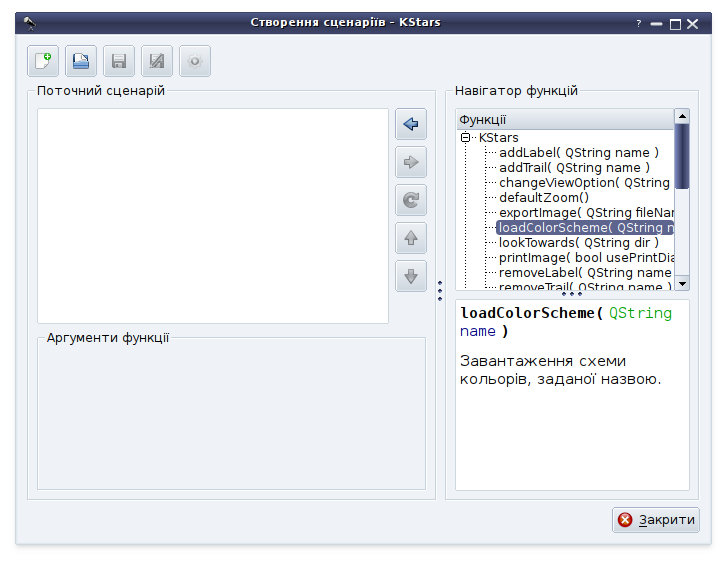 Створення сценаріїв - KStars
?
Поточний сценарій
Аргументи функції
Навігатор функцій
Функції
KStars
addLabel( QString name )
addTrail( QString name )
changeViewOption( QString
defaultZoom()
exportImage( QString fileNar
loadColorScheme( QString n
lookTowards( QString dir )
printImage( bool usePrintDia
removeLabel( QString name
removeTrail( QString name )
loadColorScheme( QString
name )
Завантаження схеми
кольорів, заданої назвою.
Закрити